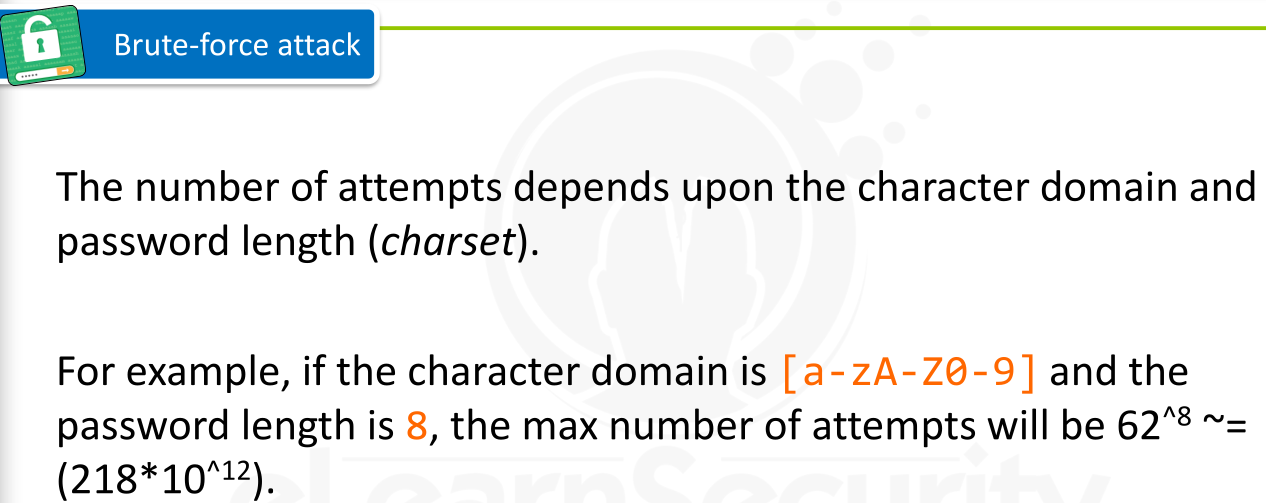 Brute-force attack
The number of attempts depends upon the character domain and
password length (charset).
For example, if the character domain is [a-zA-Z0-9] and the
password length is 8, the max number of attempts will be 62^8 ~=
(218*10^12).
eLearnSecurity